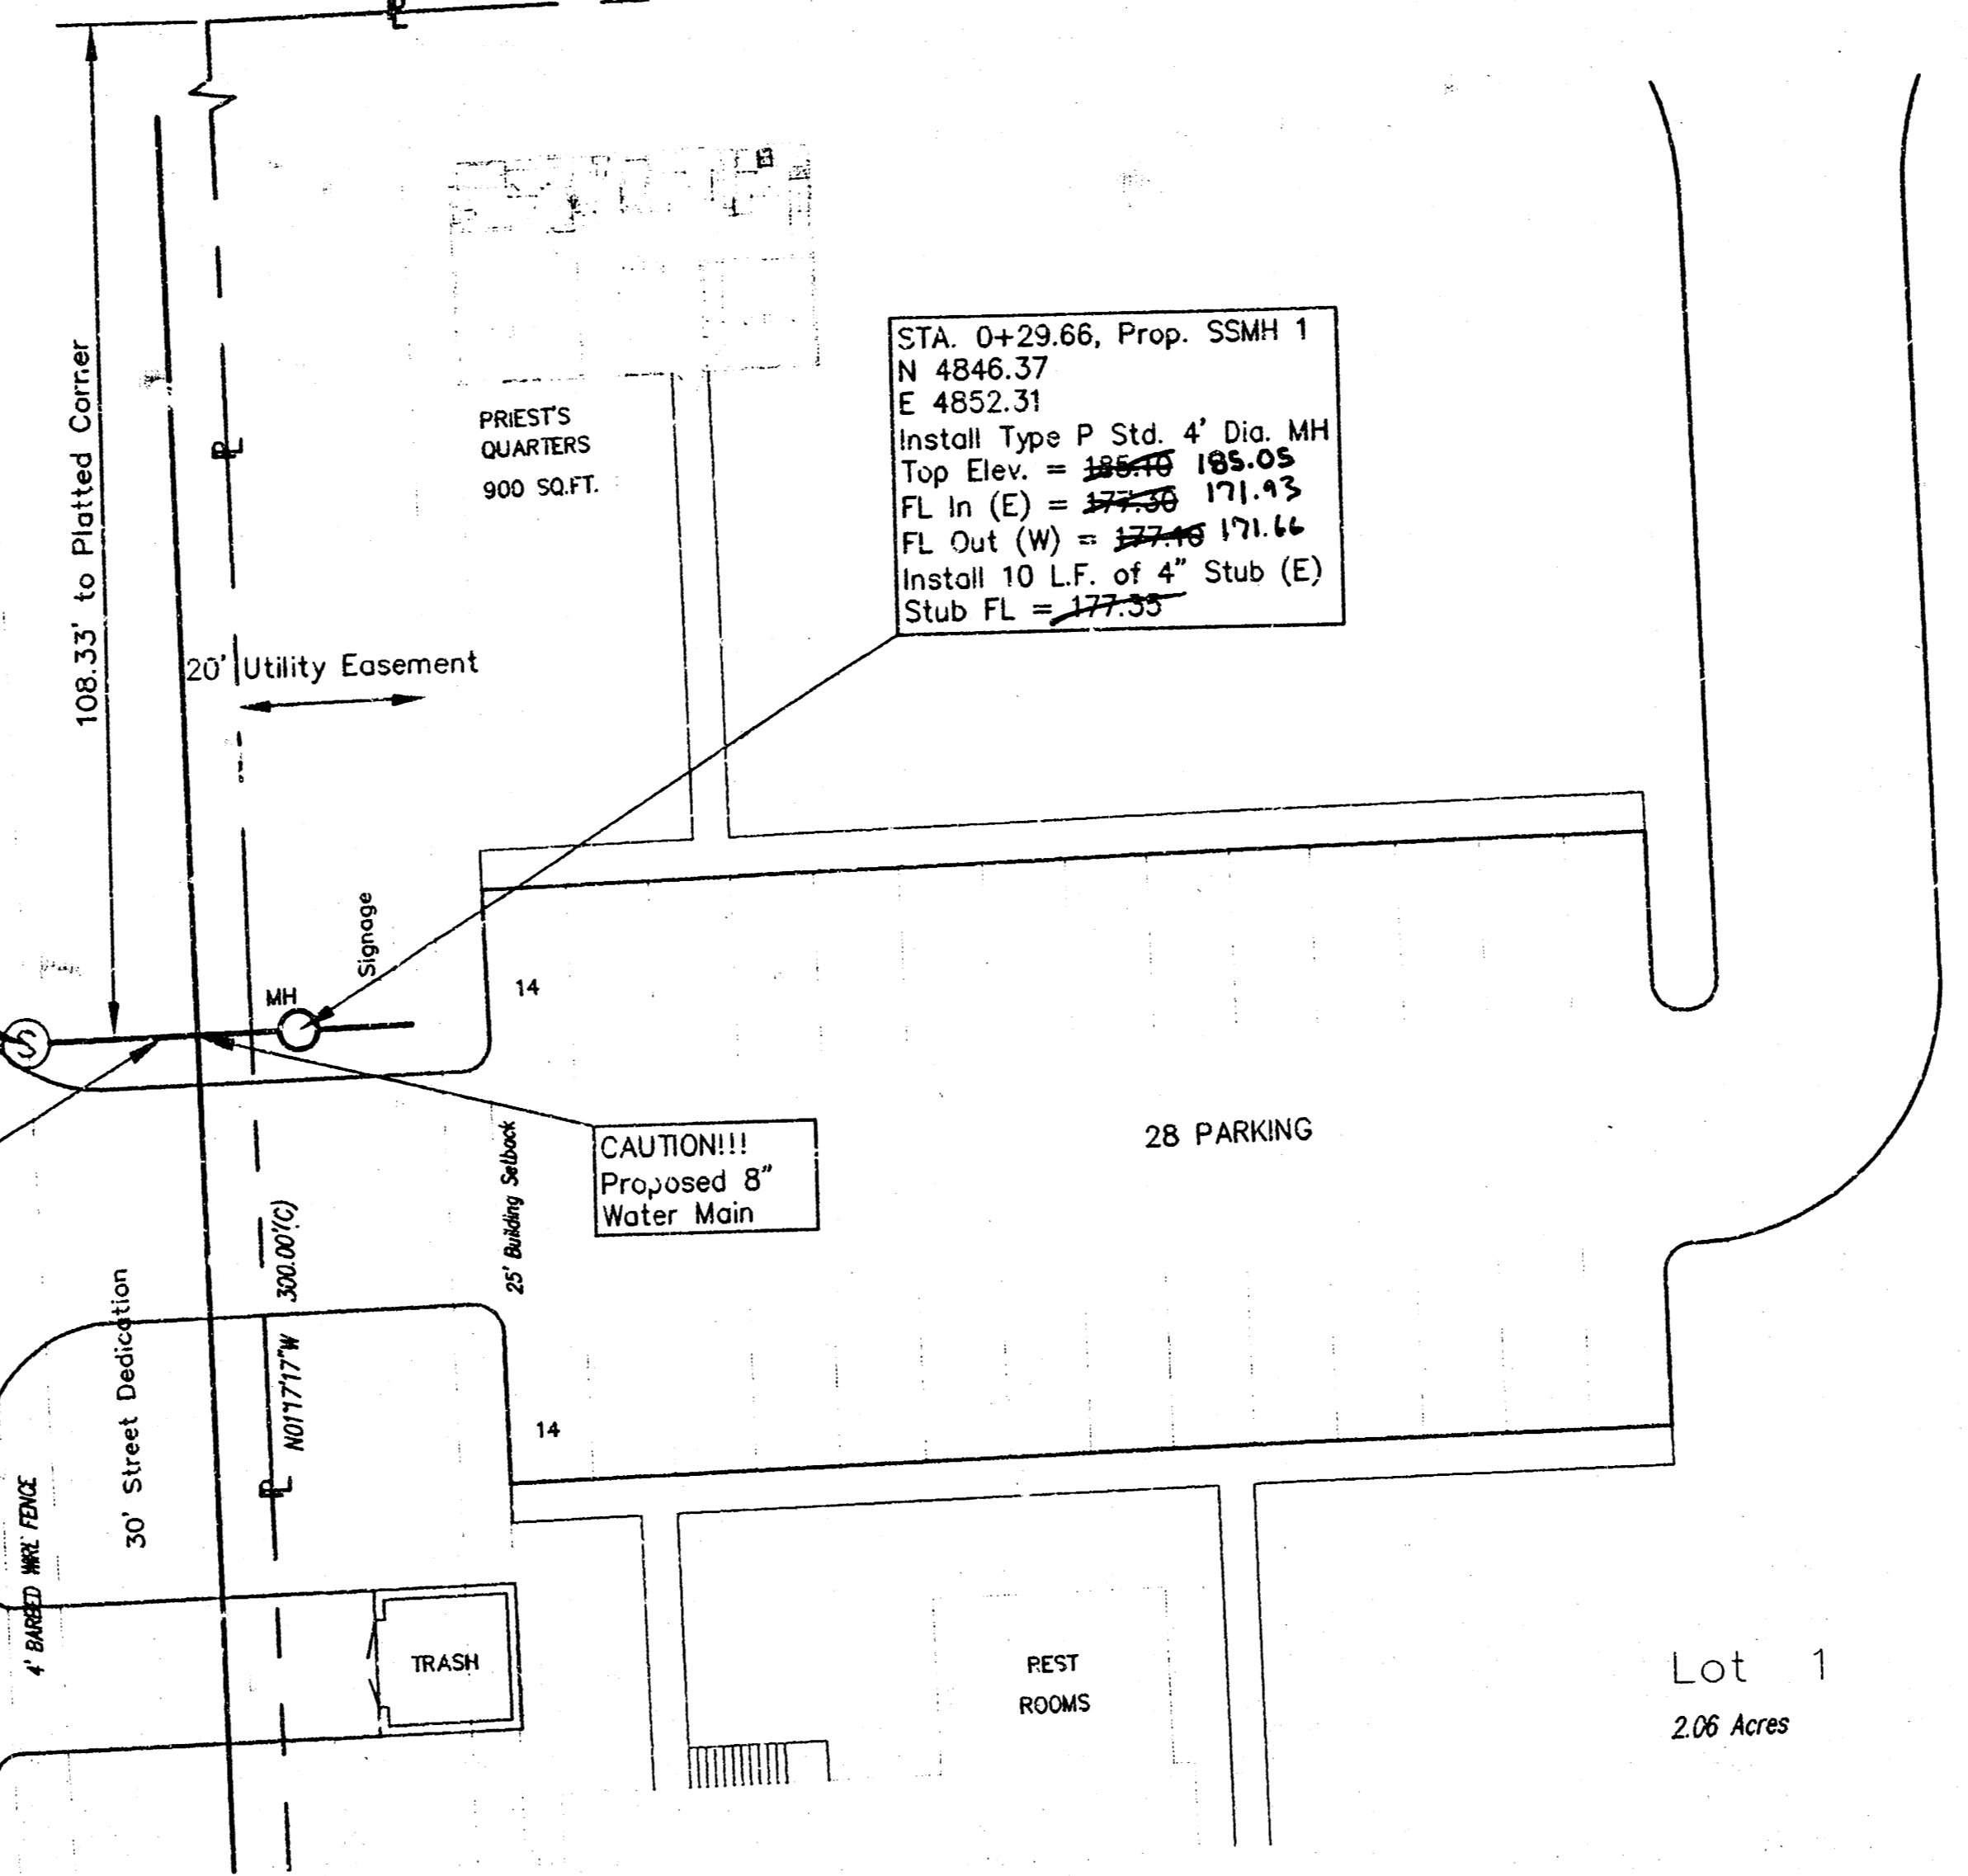 108.33' to Platted Corner
PRIEST'S
QUARTERS
900 SQ.FT.
STA. 0+29.66, Prop. SSMH 1
N 4846.37
E 4852.31
Install Type P Std. 4' Dia. MH
Top Elev. = 185.10 185.05
FL In (E) = 177.30 171.93
FL Out (W) = 177.10 171.66
Install 10 L.F. of 4" Stub (E)
Stub FL = 177.35
20' Utility Easement
Signage
MH
S
14
CAUTION!!!
Proposed 8"
Water Main
25' Building Setback
28 PARKING
300.00'(C)
N01°17'17"W
30' Street Dedication
4' BARBED WIRE FENCE
14
TRASH
REST
ROOMS
Lot 1
2.06 Acres